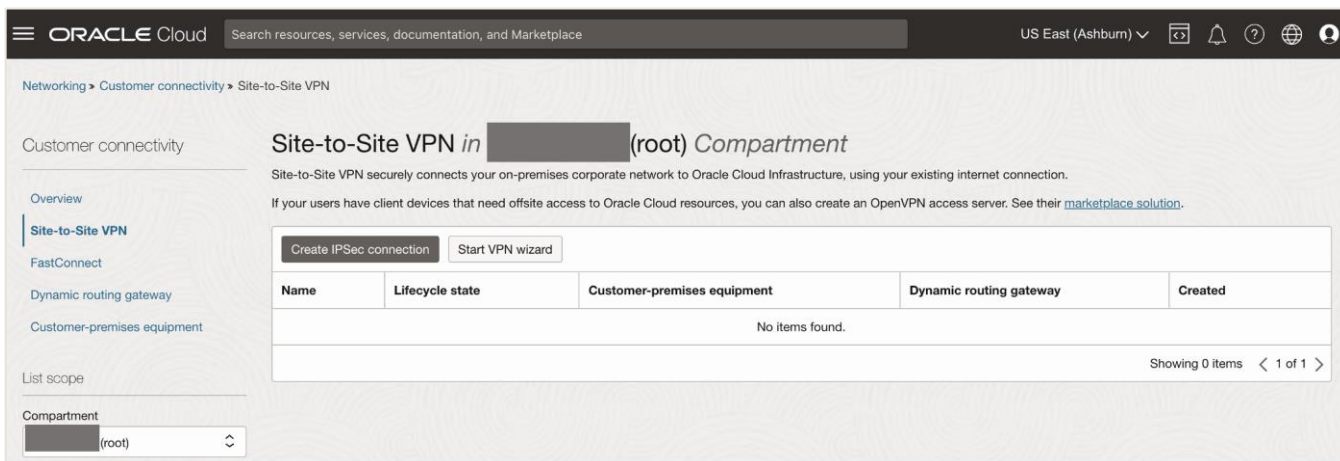 ORACLE Cloud
Search resources, services, documentation, and Marketplace
US East (Ashburn)
Networking » Customer connectivity » Site-to-Site VPN
Customer connectivity
Overview
Site-to-Site VPN
FastConnect
Dynamic routing gateway
Customer-premises equipment
List scope
Compartment
(root)
Site-to-Site VPN in (root) Compartment
Site-to-Site VPN securely connects your on-premises corporate network to Oracle Cloud Infrastructure, using your existing internet connection.
If your users have client devices that need offsite access to Oracle Cloud resources, you can also create an OpenVPN access server. See their marketplace solution.
Create IPSec connection Start VPN wizard
Name Lifecycle state Customer-premises equipment Dynamic routing gateway Created
No items found.
Showing 0 items < 1 of 1 >